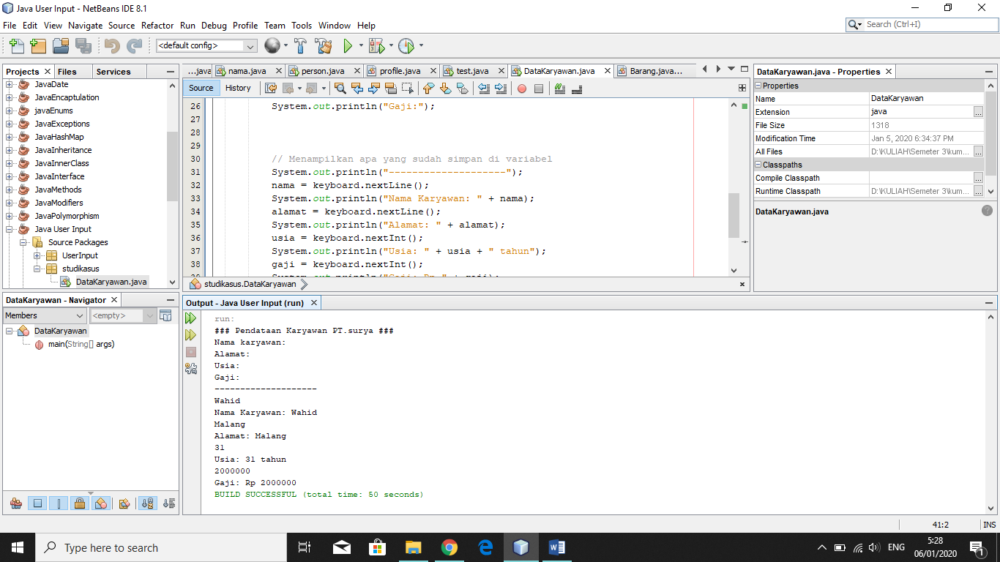 Java User Input - NetBeans IDE 8.1
File Edit View Navigate Source Refactor Run Debug Profile Team Tools Window Help
Search (Ctrl+I)
<default config>
Projects Files Services
JavaDate
JavaEncaptulation
javaEnums
JavaExceptions
JavaHashMap
JavaInheritance
JavaInnerClass
JavaInterface
JavaMethods
JavaModifiers
JavaPolymorphism
Java User Input
Source Packages
UserInput
studikasus
DataKaryawan.java
DataKaryawan - Navigator
Members <empty>
DataKaryawan
main(String[] args)
...java nama.java person.java profile.java test.java DataKaryawan.java Barang.java...
Source History
26 System.out.println("Gaji:");
27
28
29
30 // Menampilkan apa yang sudah simpan di variabel
31 System.out.println("--------------------");
32 nama = keyboard.nextLine();
33 System.out.println("Nama Karyawan: " + nama);
34 alamat = keyboard.nextLine();
35 System.out.println("Alamat: " + alamat);
36 usia = keyboard.nextInt();
37 System.out.println("Usia: " + usia + " tahun");
38 gaji = keyboard.nextInt();
System.out.println("Gaji: Rp " + gaji);
studikasus.DataKaryawan
DataKaryawan.java - Properties
Properties
Name DataKaryawan
Extension java
File Size 1318
Modification Time Jan 5, 2020 6:34:37 PM
All Files D:\KULIAH\Semeter 3\kum...
Classpaths
Compile Classpath
Runtime Classpath D:\KULIAH\Semeter 3\kum...
DataKaryawan.java
Output - Java User Input (run)
run:
### Pendataan Karyawan PT.surya ###
Nama karyawan:
Alamat:
Usia:
Gaji:
--------------------
Wahid
Nama Karyawan: Wahid
Malang
Alamat: Malang
31
Usia: 31 tahun
2000000
Gaji: Rp 2000000
BUILD SUCCESSFUL (total time: 50 seconds)
41:2 INS
Type here to search
ENG
5:28
06/01/2020
1